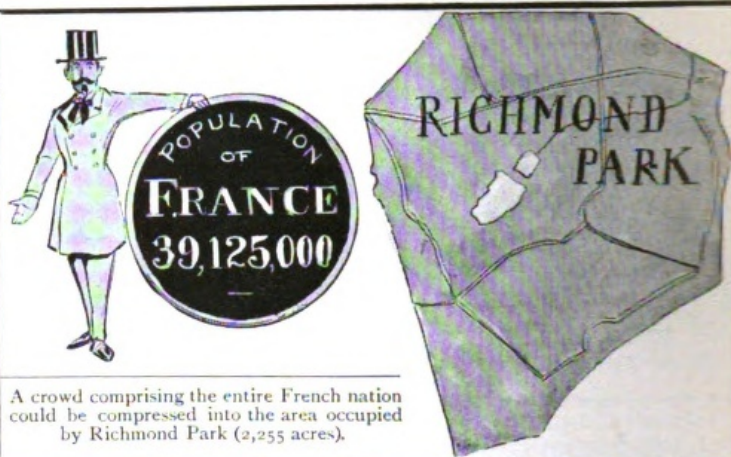 POPULATION
OF
FRANCE
39,125,000
RICHMOND
PARK
A crowd comprising the entire French nation
could be compressed into the area occupied
by Richmond Park (2,255 acres).